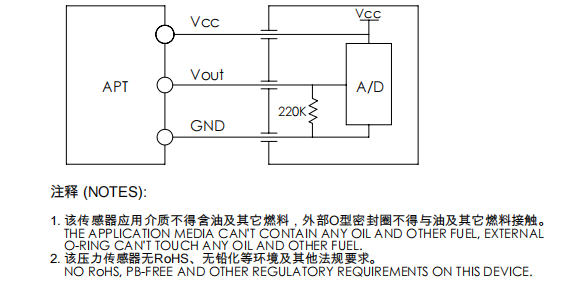 Vcc
Vcc
Vout
APT
A/D
220K
GND
注释 (NOTES):
1. 该传感器应用介质不得含油及其它燃料，外部O型密封圈不得与油及其它燃料接触。
THE APPLICATION MEDIA CAN'T CONTAIN ANY OIL AND OTHER FUEL, EXTERNAL
O-RING CAN'T TOUCH ANY OIL AND OTHER FUEL.
2. 该压力传感器无RoHS、无铅化等环境及其他法规要求。
NO RoHS, PB-FREE AND OTHER REGULATORY REQUIREMENTS ON THIS DEVICE.